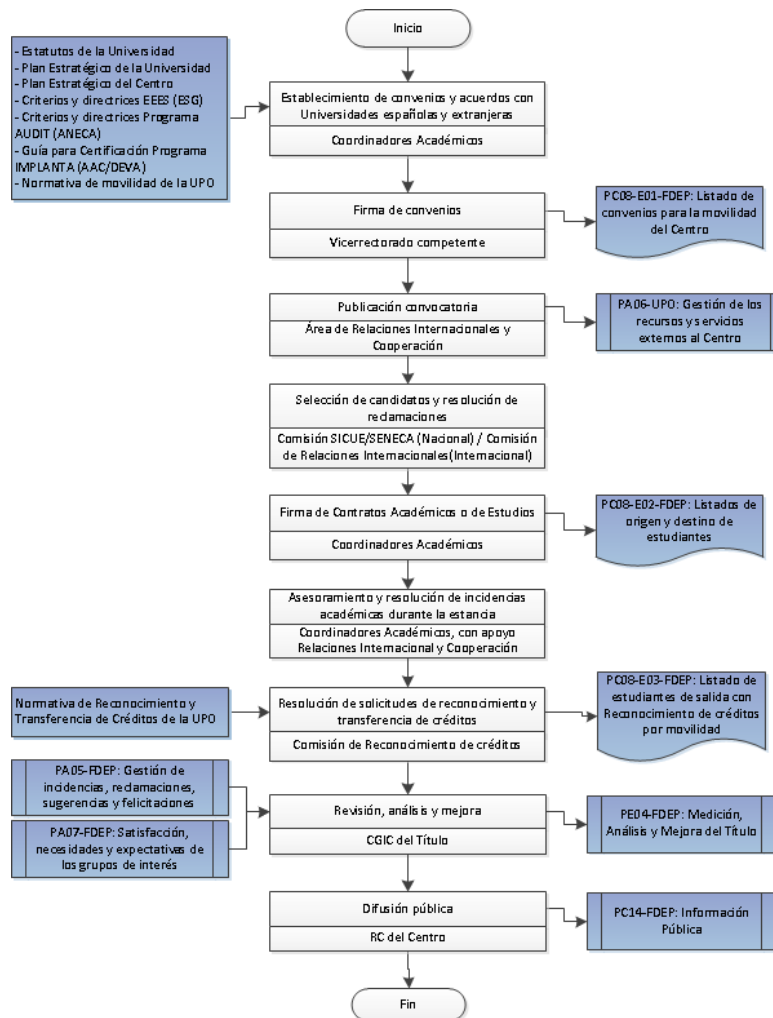 Inicio
- Estatutos de la Universidad
- Plan Estratégico de la Universidad
- Plan Estratégico del Centro
- Criterios y directrices EEES (ESG)
- Criterios y directrices Programa
AUDIT (ANECA)
- Guía para Certificación Programa
IMPLANTA (AAC/DEVA)
- Normativa de movilidad de la UPO
Establecimiento de convenios y acuerdos con
Universidades españolas y extranjeras
Coordinadores Académicos
Firma de convenios
Vicerrectorado competente
PC08-E01-FDEP: Listado de
convenios para la movilidad
del Centro
Publicación convocatoria
Área de Relaciones Internacionales y
Cooperación
PA06-UPO: Gestión de los
recursos y servicios
externos al Centro
Selección de candidatos y resolución de
reclamaciones
Comisión SICUE/SENECA (Nacional) / Comisión
de Relaciones Internacionales(Internacional)
Firma de Contratos Académicos o de Estudios
Coordinadores Académicos
PC08-E02-FDEP: Listados de
origen y destino de
estudiantes
Asesoramiento y resolución de incidencias
académicas durante la estancia
Coordinadores Académicos, con apoyo
Relaciones Internacional y Cooperación
Normativa de Reconocimiento y
Transferencia de Créditos de la UPO
Resolución de solicitudes de reconocimiento y
transferencia de créditos
Comisión de Reconocimiento de créditos
PC08-E03-FDEP: Listado de
estudiantes de salida con
Reconocimiento de créditos
por movilidad
PA05-FDEP: Gestión de
incidencias, reclamaciones,
sugerencias y felicitaciones
PA07-FDEP: Satisfacción,
necesidades y expectativas de
los grupos de interés
Revisión, análisis y mejora
CGIC del Título
PE04-FDEP: Medición,
Análisis y Mejora del Título
Difusión pública
RC del Centro
PC14-FDEP: Información
Pública
Fin